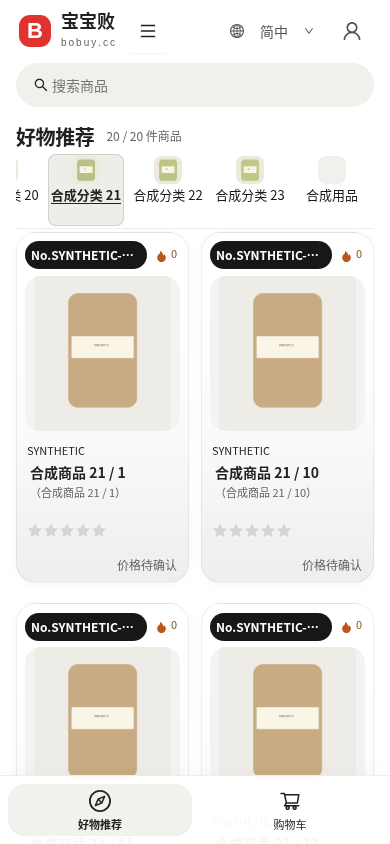 B 宝宝败
bobuy.cc
简中
搜索商品
好物推荐 20 / 20 件商品
类 20 合成分类 21 合成分类 22 合成分类 23 合成用品
No.SYNTHETIC-··· 0 No.SYNTHETIC-··· 0
SYNTHETIC SYNTHETIC
合成商品 21 / 1 合成商品 21 / 10
（合成商品 21 / 1） （合成商品 21 / 10）
价格待确认 价格待确认
No.SYNTHETIC-··· 0 No.SYNTHETIC-··· 0
好物推荐 购物车